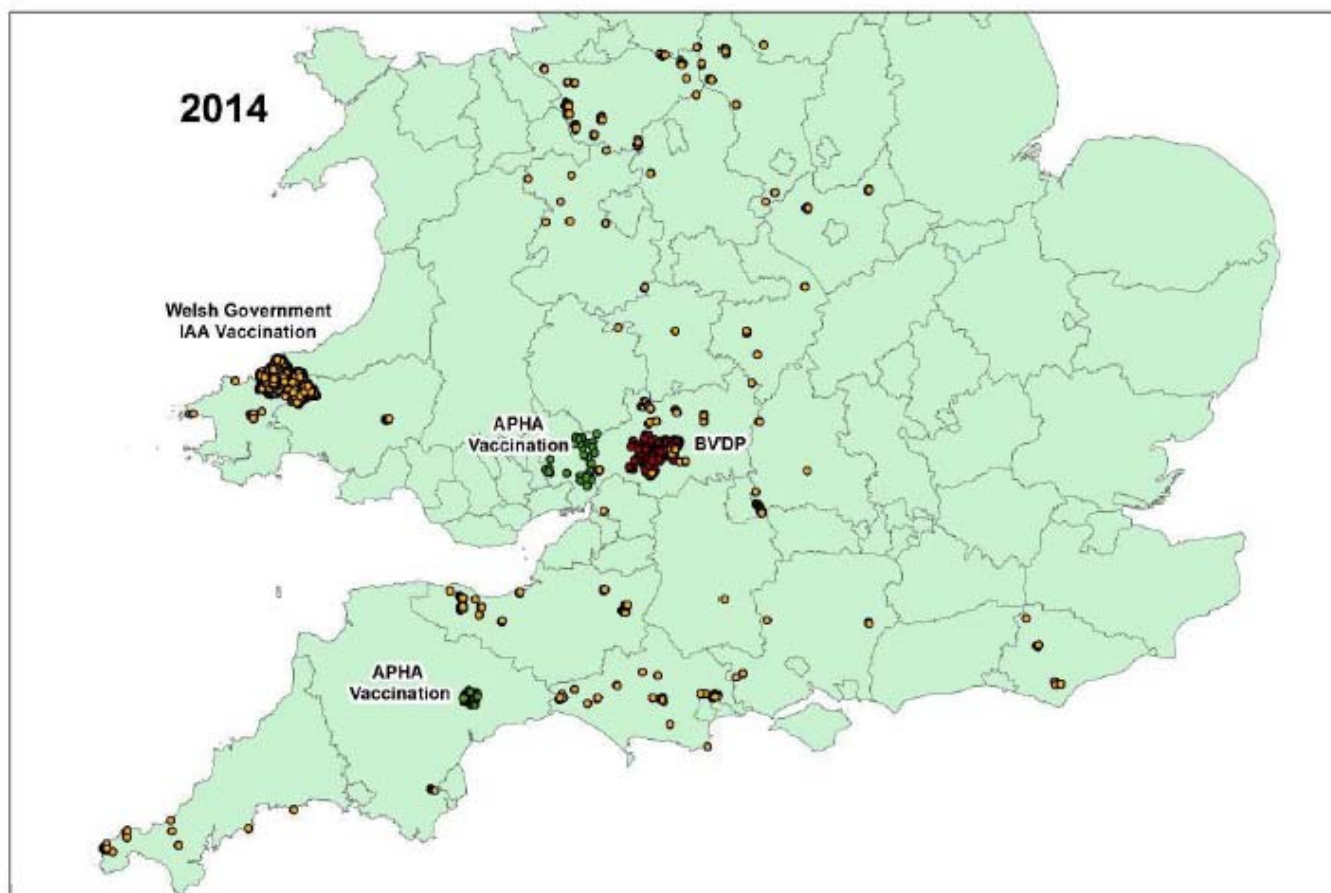 2014
Welsh Government
IAA Vaccination
APHA
Vaccination
BVDP
APHA
Vaccination